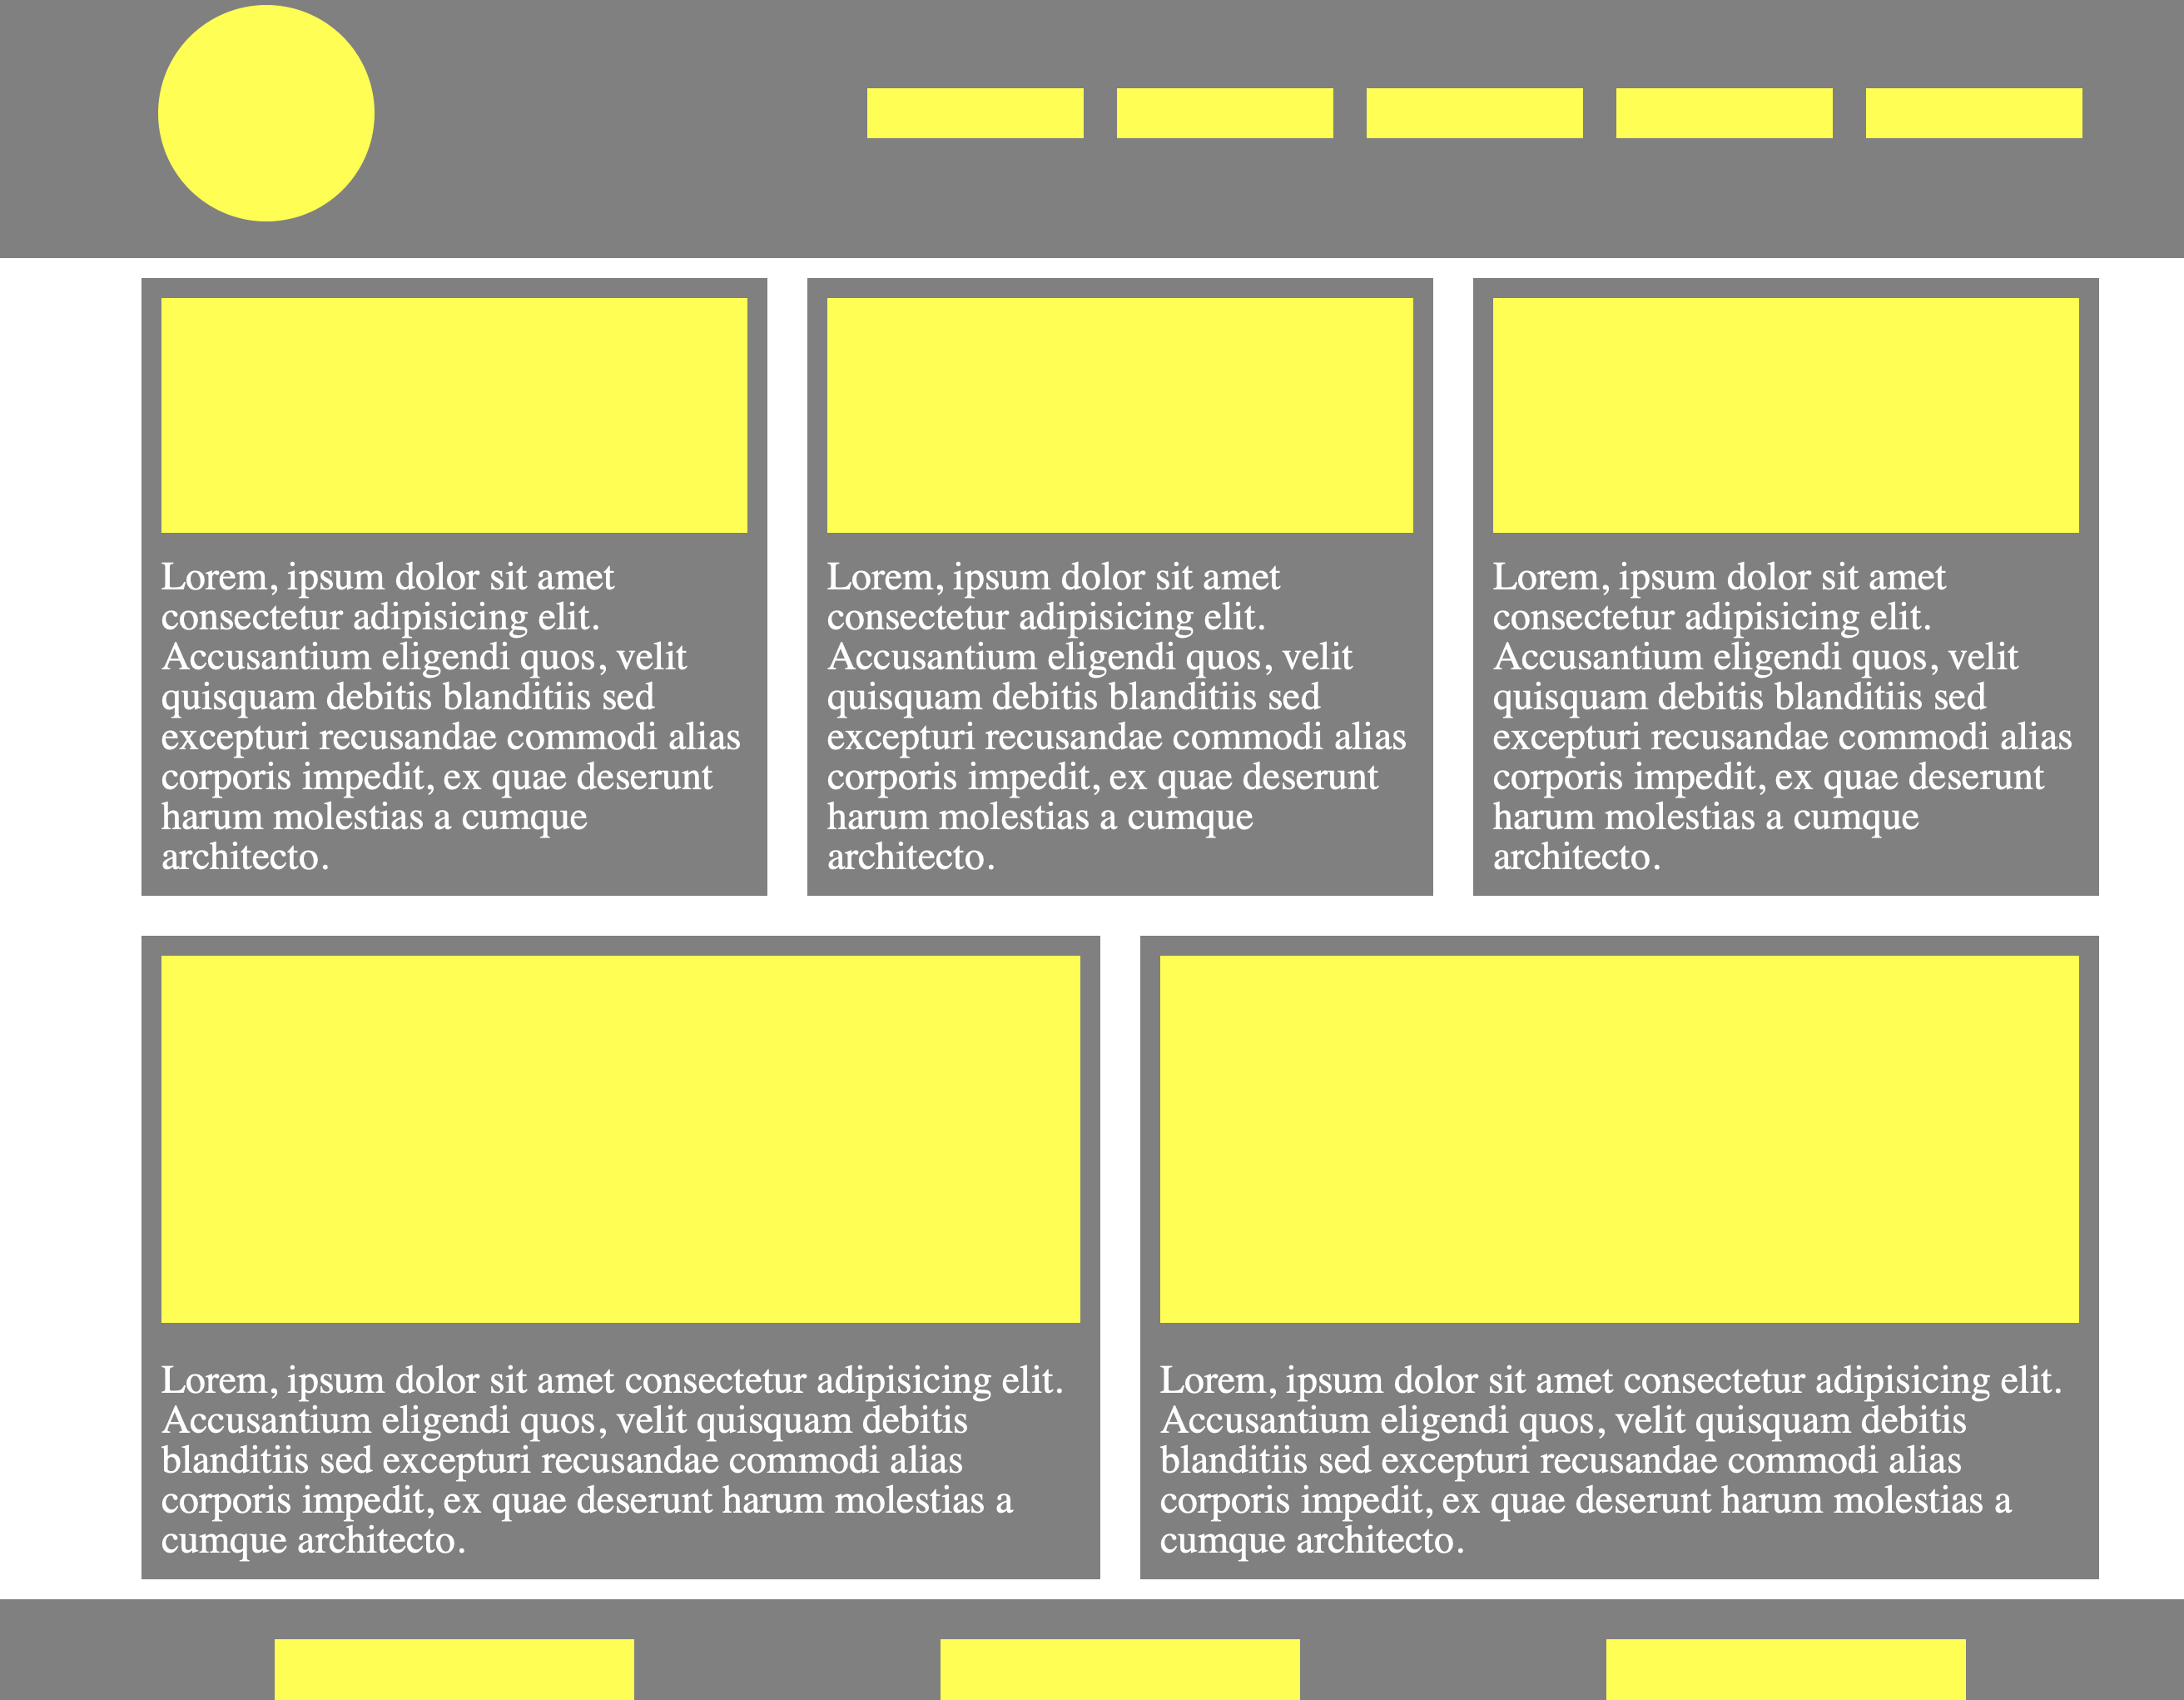 Lorem, ipsum dolor sit amet
consectetur adipisicing elit.
Accusantium eligendi quos, velit
quisquam debitis blanditiis sed
excepturi recusandae commodi alias
corporis impedit, ex quae deserunt
harum molestias a cumque
architecto.
Lorem, ipsum dolor sit amet
consectetur adipisicing elit.
Accusantium eligendi quos, velit
quisquam debitis blanditiis sed
excepturi recusandae commodi alias
corporis impedit, ex quae deserunt
harum molestias a cumque
architecto.
Lorem, ipsum dolor sit amet
consectetur adipisicing elit.
Accusantium eligendi quos, velit
quisquam debitis blanditiis sed
excepturi recusandae commodi alias
corporis impedit, ex quae deserunt
harum molestias a cumque
architecto.
Lorem, ipsum dolor sit amet consectetur adipisicing elit.
Accusantium eligendi quos, velit quisquam debitis
blanditiis sed excepturi recusandae commodi alias
corporis impedit, ex quae deserunt harum molestias a
cumque architecto.
Lorem, ipsum dolor sit amet consectetur adipisicing elit.
Accusantium eligendi quos, velit quisquam debitis
blanditiis sed excepturi recusandae commodi alias
corporis impedit, ex quae deserunt harum molestias a
cumque architecto.